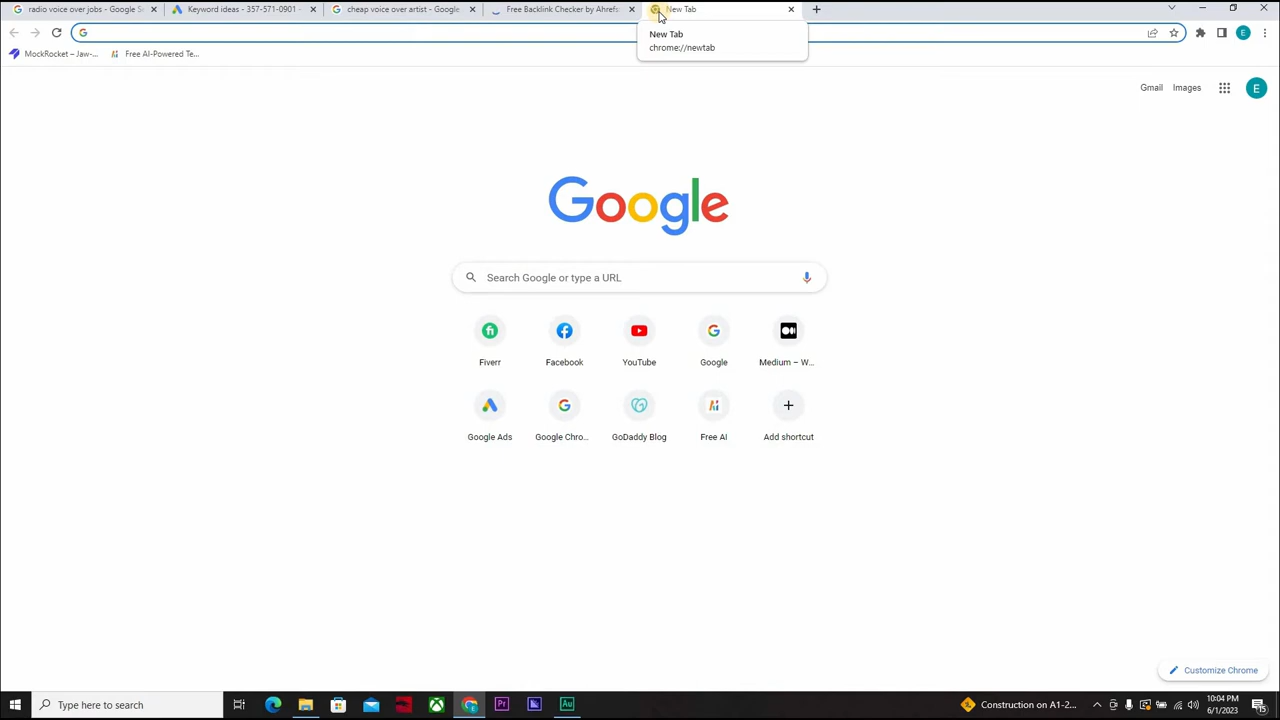 radio voice over jobs - Google S
Keyword ideas - 357-571-0901 -
cheap voice over artist - Google
Free Backlink Checker by Ahrefs
New Tab
New Tab
chrome://newtab
E
MockRocket – Jaw-...
Free AI-Powered Te...
Gmail
Images
E
Google
Search Google or type a URL
Fiverr
Facebook
YouTube
Google
Medium – W...
Google Ads
Google Chro...
GoDaddy Blog
Free AI
Add shortcut
Customize Chrome
Type here to search
Pr
Au
Construction on A1-2...
10:04 PM
6/1/2023